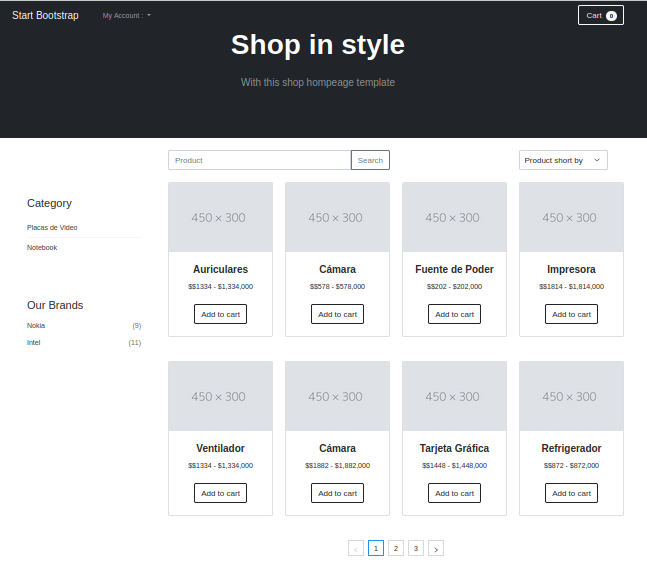 Start Bootstrap My Account : Cart 0
Shop in style
With this shop hompeage template
Product Search Product short by
Category
Placas de Video
Notebook
Our Brands
Nokia (9)
Intel (11)
450 × 300 450 × 300 450 × 300 450 × 300
Auriculares Cámara Fuente de Poder Impresora
$$1334 - $1,334,000 $$578 - $578,000 $$202 - $202,000 $$1814 - $1,814,000
Add to cart Add to cart Add to cart Add to cart
450 × 300 450 × 300 450 × 300 450 × 300
Ventilador Cámara Tarjeta Gráfica Refrigerador
$$1334 - $1,334,000 $$1882 - $1,882,000 $$1448 - $1,448,000 $$872 - $872,000
Add to cart Add to cart Add to cart Add to cart
‹ 1 2 3 ›